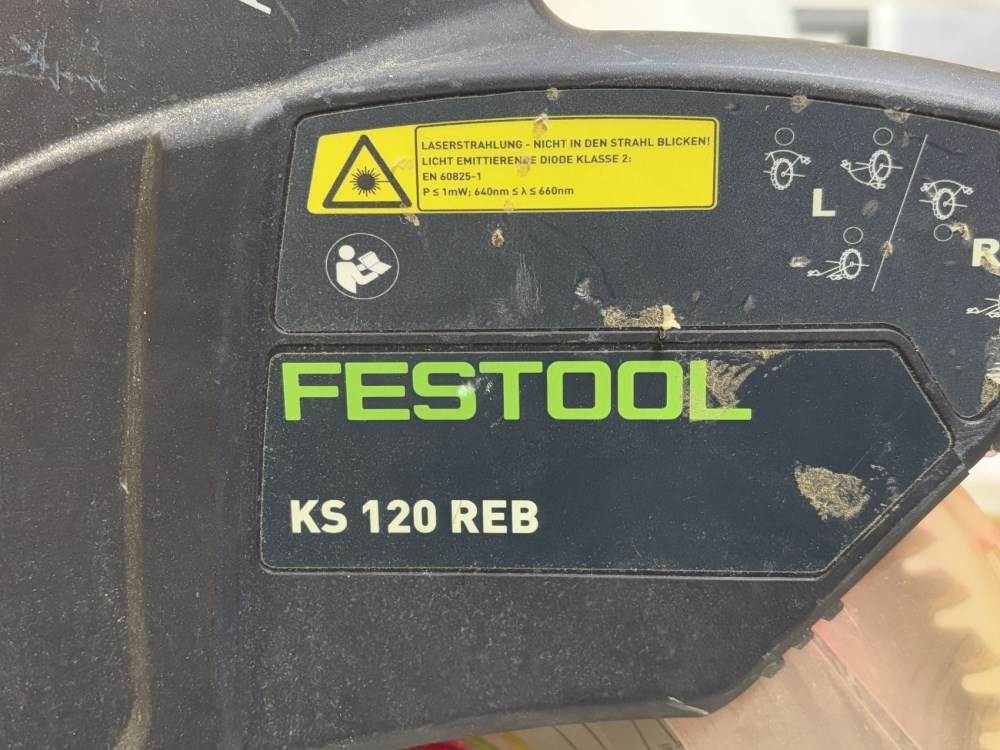 LASERSTRAHLUNG - NICHT IN DEN STRAHL BLICKEN!
LICHT EMITTIERENDE DIODE KLASSE 2:
EN 60825-1
P ≤ 1mW; 640nm ≤ λ ≤ 660nm
L
R
FESTOOL
KS 120 REB